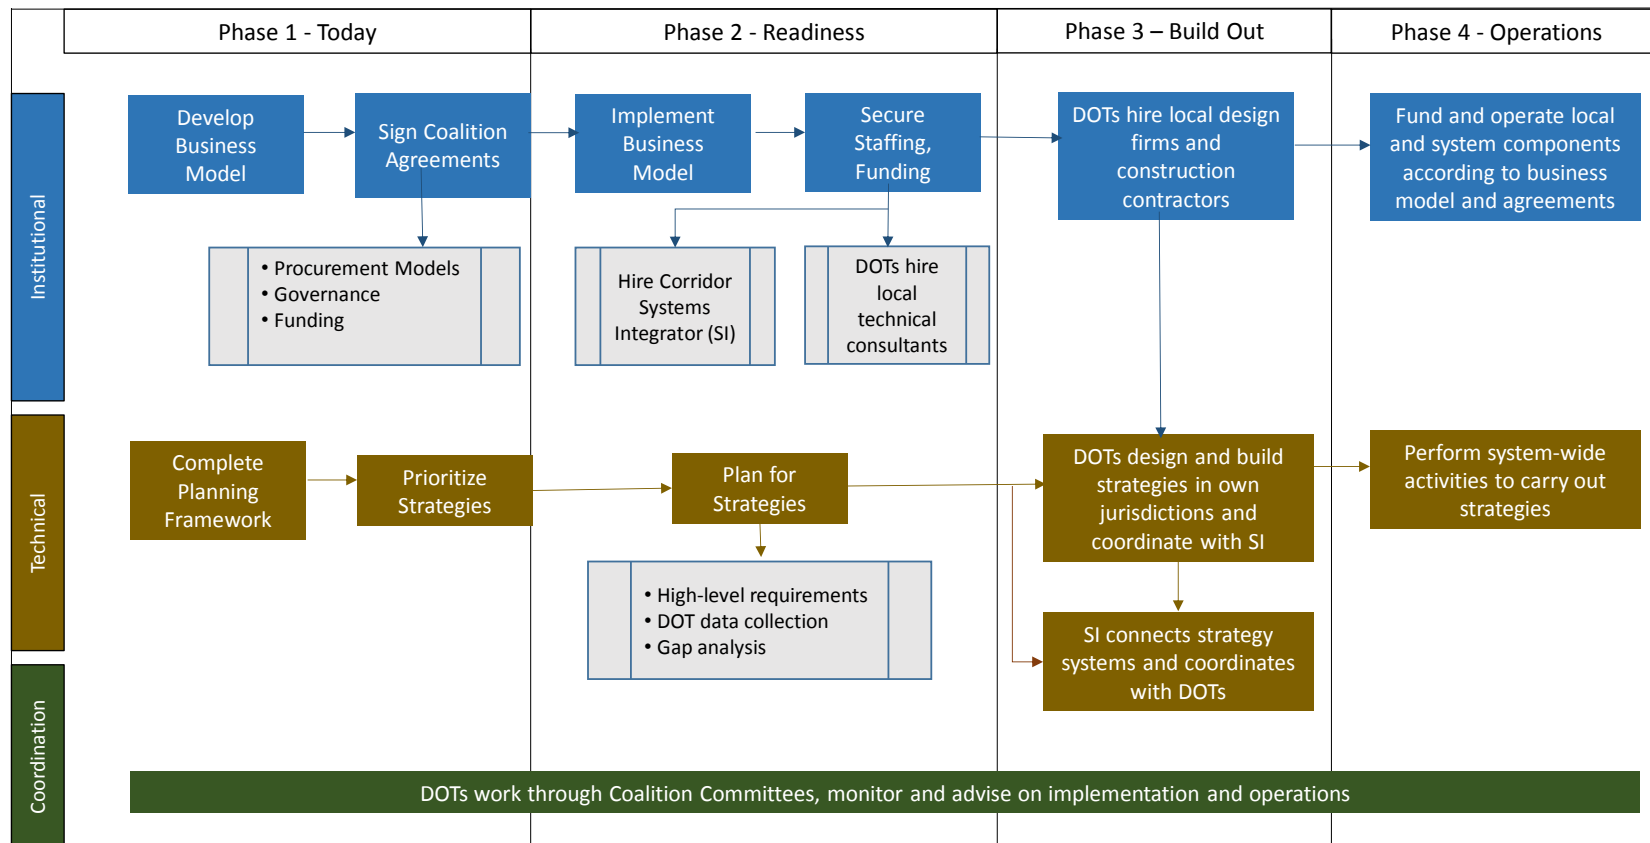 Phase 1 - Today
Phase 2 - Readiness
Phase 3 – Build Out
Phase 4 - Operations
Institutional
Develop
Business
Model
Sign Coalition
Agreements
Implement
Business
Model
Secure
Staffing,
Funding
DOTs hire local design
firms and
construction
contractors
Fund and operate local
and system components
according to business
model and agreements
• Procurement Models
• Governance
• Funding
Hire Corridor
Systems
Integrator (SI)
DOTs hire
local
technical
consultants
Technical
Complete
Planning
Framework
Prioritize
Strategies
Plan for
Strategies
DOTs design and build
strategies in own
jurisdictions and
coordinate with SI
Perform system-wide
activities to carry out
strategies
• High-level requirements
• DOT data collection
• Gap analysis
SI connects strategy
systems and coordinates
with DOTs
Coordination
DOTs work through Coalition Committees, monitor and advise on implementation and operations